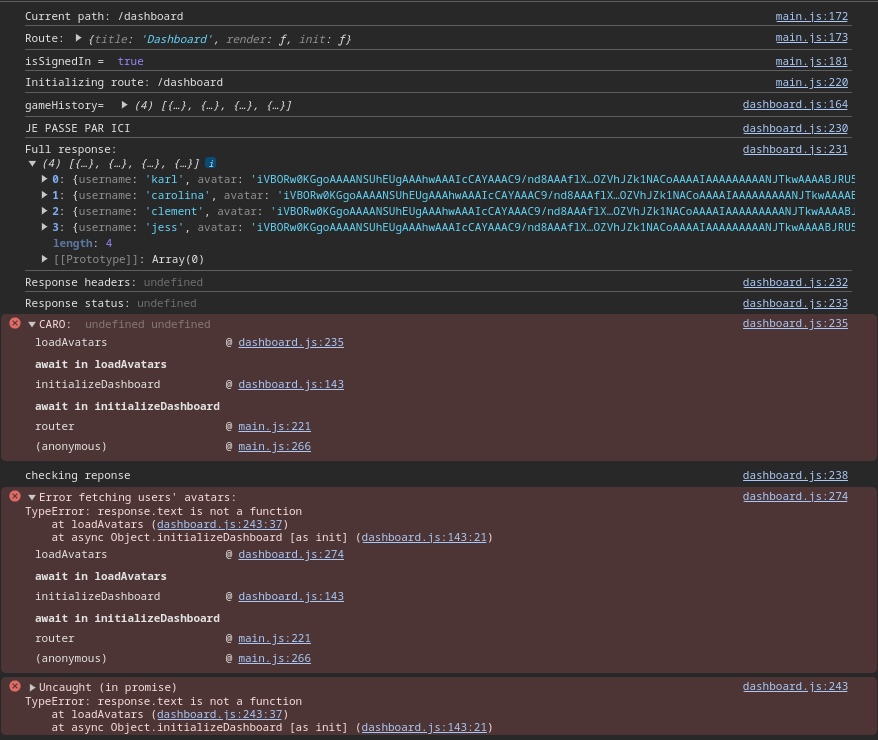 Current path: /dashboard main.js:172
Route: ▶ {title: 'Dashboard', render: ƒ, init: ƒ} main.js:173
isSignedIn = true main.js:181
Initializing route: /dashboard main.js:220
gameHistory= ▶ (4) [{…}, {…}, {…}, {…}] dashboard.js:164
JE PASSE PAR ICI dashboard.js:230
Full response: dashboard.js:231
▼ (4) [{…}, {…}, {…}, {…}] i
▶ 0: {username: 'karl', avatar: 'iVBORw0KGgoAAAANSUhEUgAAAhwAAAIcCAYAAAC9/nd8AAAflX…OZVhJZk1NACoAAAAIAAAAAAAAANJTkwAAAABJRU5
▶ 1: {username: 'carolina', avatar: 'iVBORw0KGgoAAAANSUhEUgAAAhwAAAIcCAYAAAC9/nd8AAAflX…OZVhJZk1NACoAAAAIAAAAAAAAANJTkwAAAABE
▶ 2: {username: 'clement', avatar: 'iVBORw0KGgoAAAANSUhEUgAAAhwAAAIcCAYAAAC9/nd8AAAflX…OZVhJZk1NACoAAAAIAAAAAAAAANJTkwAAAABJ
▶ 3: {username: 'jess', avatar: 'iVBORw0KGgoAAAANSUhEUgAAAhwAAAIcCAYAAAC9/nd8AAAflX…OZVhJZk1NACoAAAAIAAAAAAAAANJTkwAAAABJRU5
length: 4
▶ [[Prototype]]: Array(0)
Response headers: undefined dashboard.js:232
Response status: undefined dashboard.js:233
▼ CARO: undefined undefined dashboard.js:235
loadAvatars @ dashboard.js:235
await in loadAvatars
initializeDashboard @ dashboard.js:143
await in initializeDashboard
router @ main.js:221
(anonymous) @ main.js:266
checking reponse dashboard.js:238
▼ Error fetching users' avatars: dashboard.js:274
TypeError: response.text is not a function
at loadAvatars (dashboard.js:243:37)
at async Object.initializeDashboard [as init] (dashboard.js:143:21)
loadAvatars @ dashboard.js:274
await in loadAvatars
initializeDashboard @ dashboard.js:143
await in initializeDashboard
router @ main.js:221
(anonymous) @ main.js:266
▶ Uncaught (in promise) dashboard.js:243
TypeError: response.text is not a function
at loadAvatars (dashboard.js:243:37)
at async Object.initializeDashboard [as init] (dashboard.js:143:21)